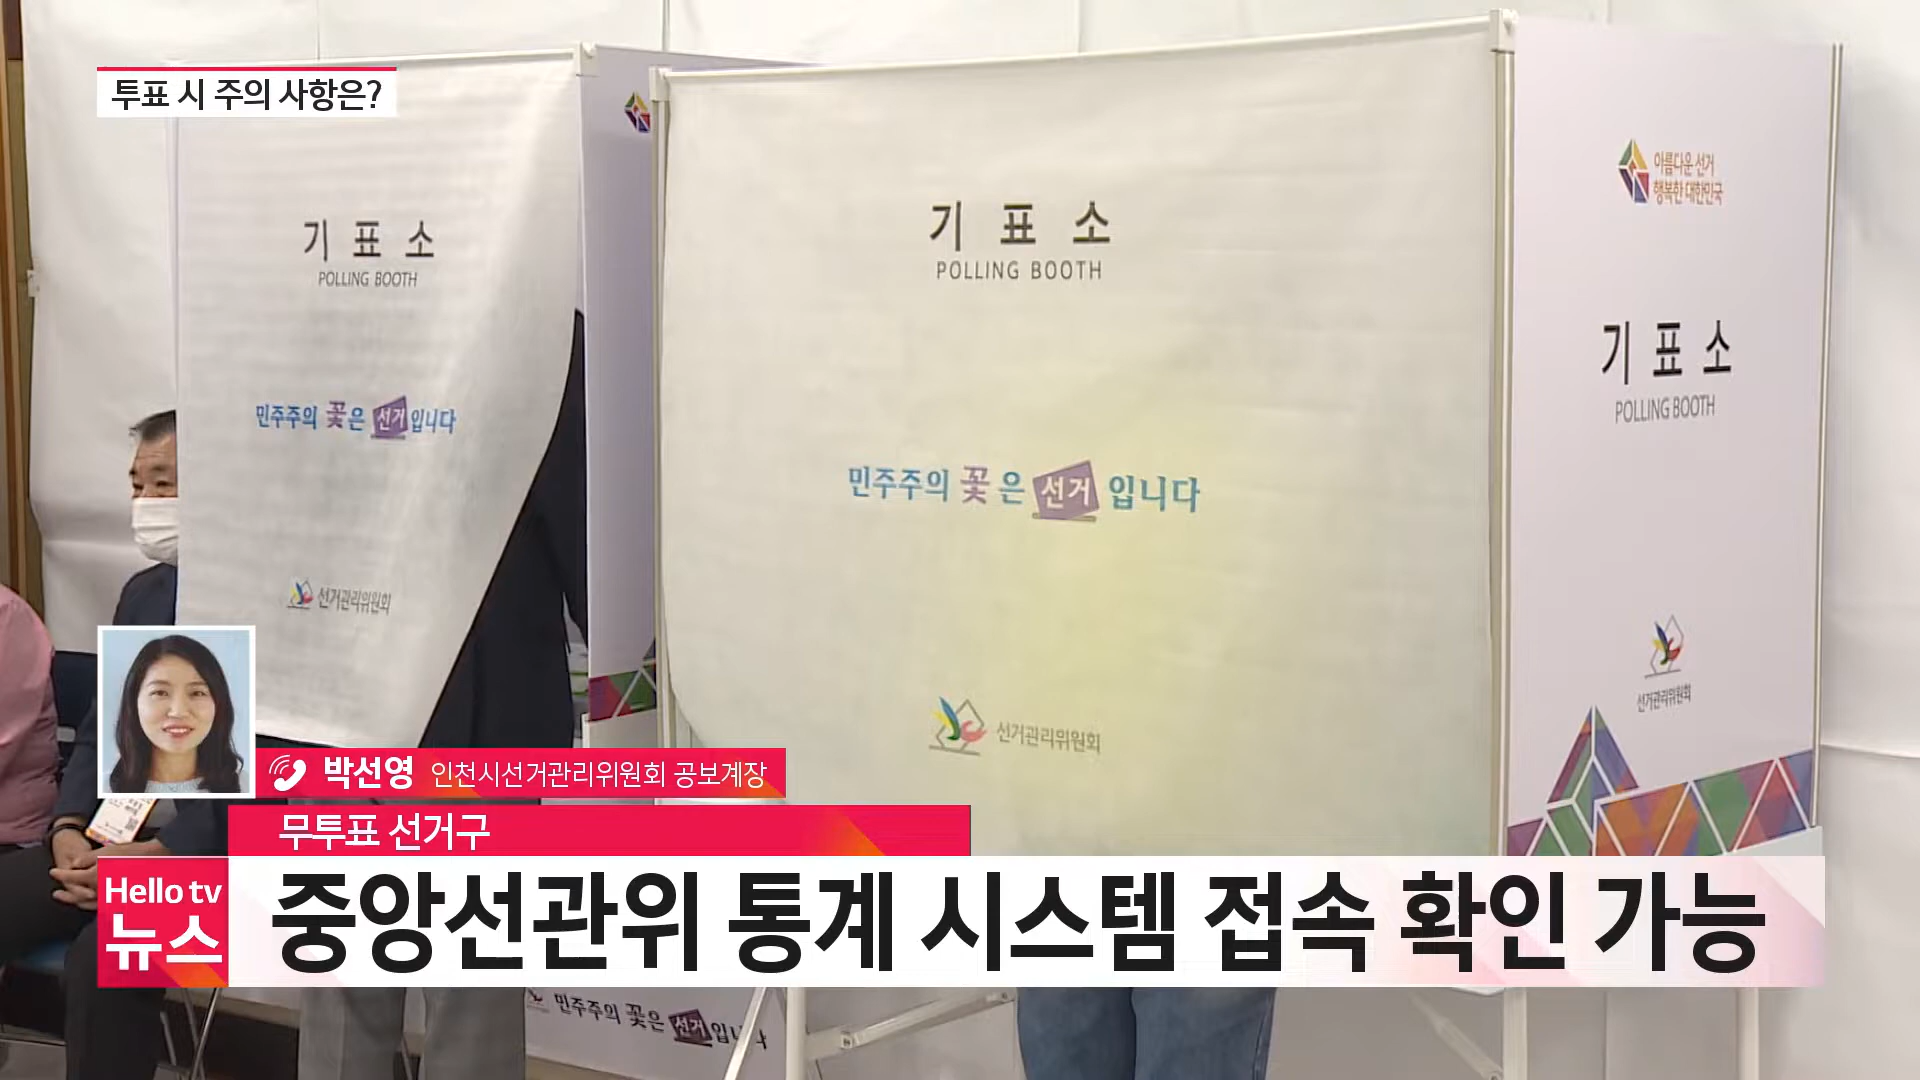 투표 시 주의 사항은?
기 표 소
POLLING BOOTH
민주주의 꽃은 선거입니다
선거관리위원회
기 표 소
POLLING BOOTH
민주주의 꽃은 선거입니다
선거관리위원회
아름다운 선거
행복한 대한민국
기 표 소
POLLING BOOTH
선거관리위원회
박선영 인천시선거관리위원회 공보계장
무투표 선거구
Hello tv
뉴스
중앙선관위 통계 시스템 접속 확인 가능
민주주의 꽃은 선거입니다